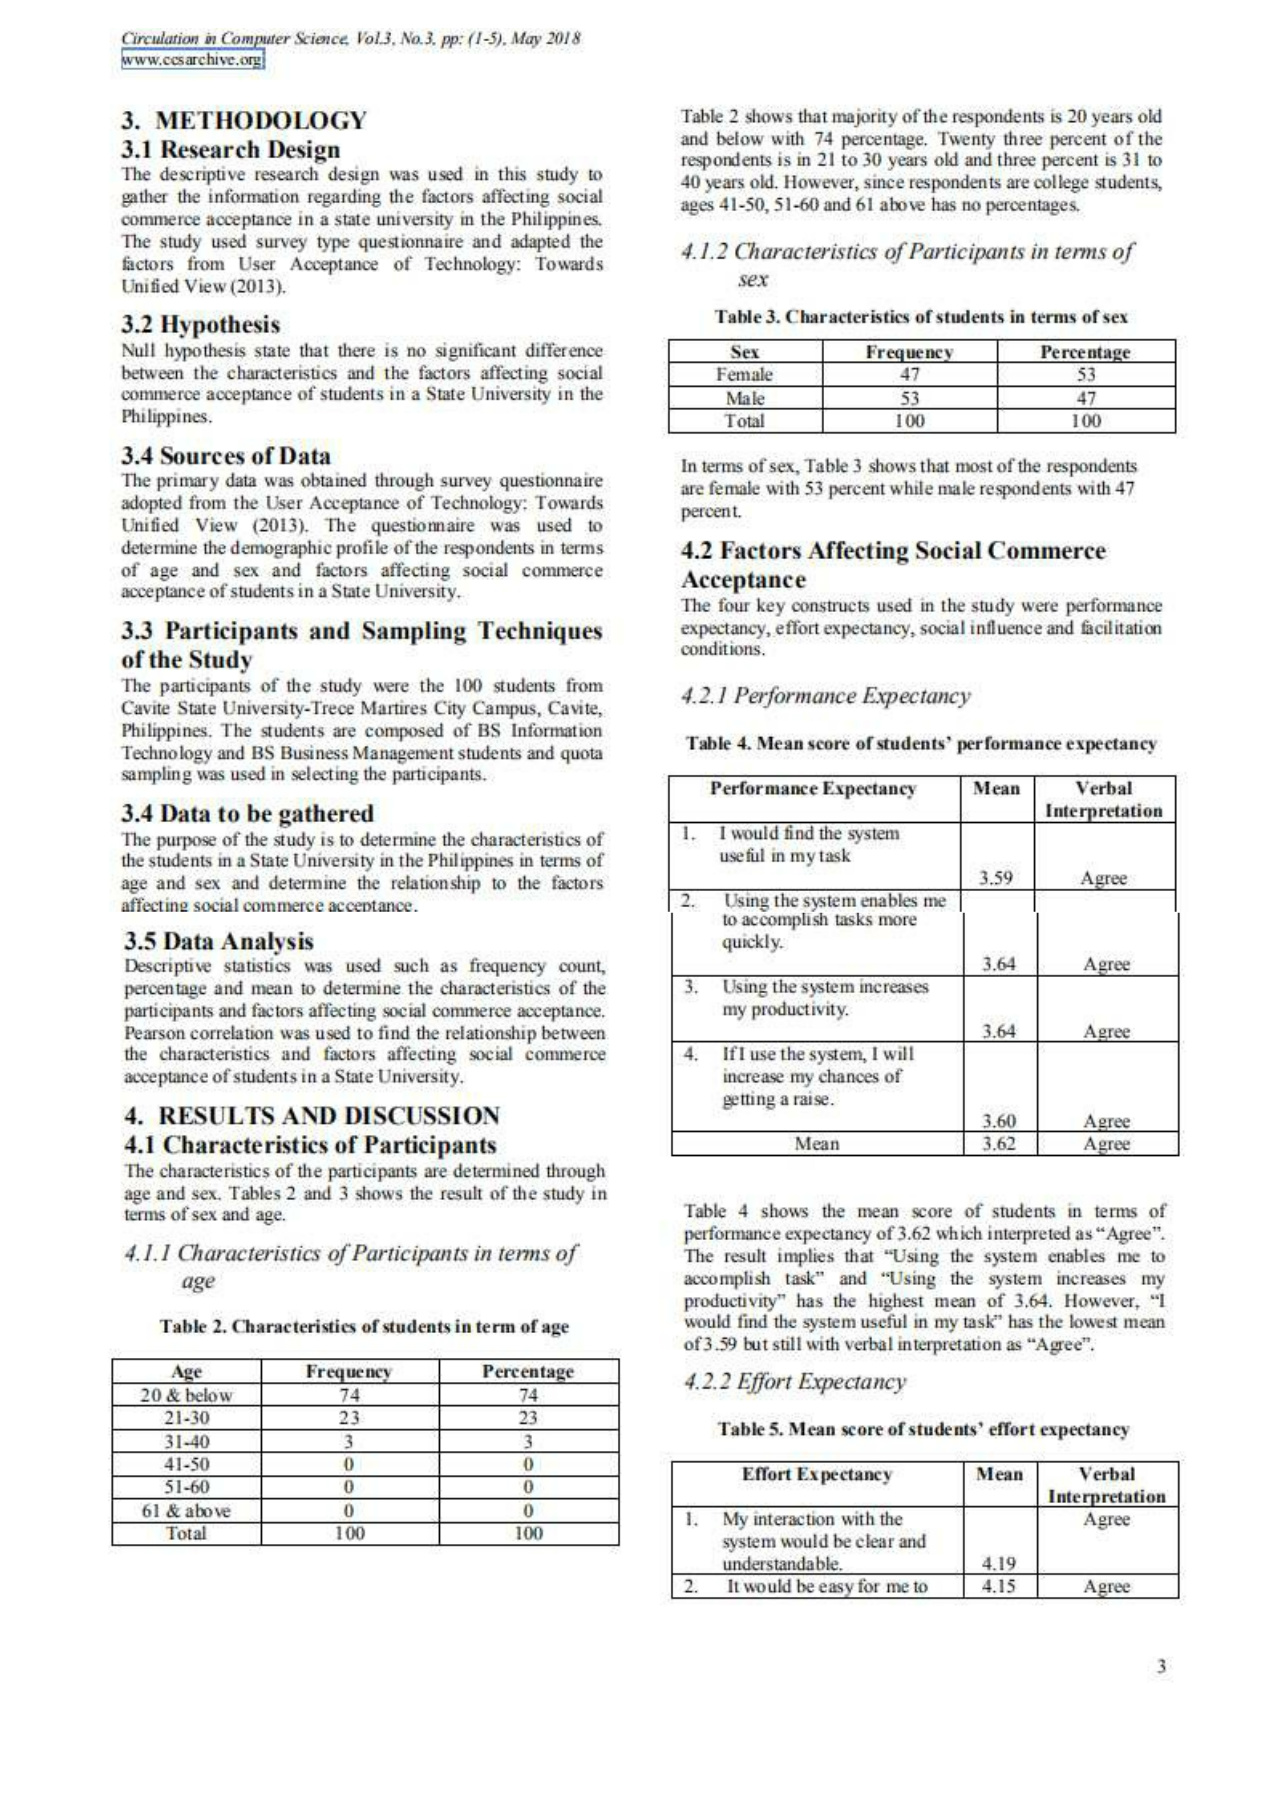 Circulation in Computer Science, Vol.3, No.3, pp: (1-5), May 2018
www.ccsarchive.org
3. METHODOLOGY
3.1 Research Design
The descriptive research design was used in this study to
gather the information regarding the factors affecting social
commerce acceptance in a state university in the Philippines.
The study used survey type questionnaire and adapted the
factors from User Acceptance of Technology: Towards
Unified View (2013).
3.2 Hypothesis
Null hypothesis state that there is no significant difference
between the characteristics and the factors affecting social
commerce acceptance of students in a State University in the
Philippines.
3.4 Sources of Data
The primary data was obtained through survey questionnaire
adopted from the User Acceptance of Technology: Towards
Unified View (2013). The questionnaire was used to
determine the demographic profile of the respondents in terms
of age and sex and factors affecting social commerce
acceptance of students in a State University.
3.3 Participants and Sampling Techniques
of the Study
The participants of the study were the 100 students from
Cavite State University-Trece Martires City Campus, Cavite,
Philippines. The students are composed of BS Information
Technology and BS Business Management students and quota
sampling was used in selecting the participants.
3.4 Data to be gathered
The purpose of the study is to determine the characteristics of
the students in a State University in the Philippines in terms of
age and sex and determine the relationship to the factors
affecting social commerce acceptance.
3.5 Data Analysis
Descriptive statistics was used such as frequency count,
percentage and mean to determine the characteristics of the
participants and factors affecting social commerce acceptance.
Pearson correlation was used to find the relationship between
the characteristics and factors affecting social commerce
acceptance of students in a State University.
4. RESULTS AND DISCUSSION
4.1 Characteristics of Participants
The characteristics of the participants are determined through
age and sex. Tables 2 and 3 shows the result of the study in
terms of sex and age.
4.1.1 Characteristics of Participants in terms of
age
Table 2. Characteristics of students in term of age
Age Frequency Percentage
20 & below 74 74
21-30 23 23
31-40 3 3
41-50 0 0
51-60 0 0
61 & above 0 0
Total 100 100
Table 2 shows that majority of the respondents is 20 years old
and below with 74 percentage. Twenty three percent of the
respondents is in 21 to 30 years old and three percent is 31 to
40 years old. However, since respondents are college students,
ages 41-50, 51-60 and 61 above has no percentages.
4.1.2 Characteristics of Participants in terms of
sex
Table 3. Characteristics of students in terms of sex
Sex Frequency Percentage
Female 47 53
Male 53 47
Total 100 100
In terms of sex, Table 3 shows that most of the respondents
are female with 53 percent while male respondents with 47
percent.
4.2 Factors Affecting Social Commerce
Acceptance
The four key constructs used in the study were performance
expectancy, effort expectancy, social influence and facilitation
conditions.
4.2.1 Performance Expectancy
Table 4. Mean score of students' performance expectancy
Performance Expectancy Mean Verbal
Interpretation
1. I would find the system
useful in my task
3.59 Agree
2. Using the system enables me
to accomplish tasks more
quickly.
3.64 Agree
3. Using the system increases
my productivity.
3.64 Agree
4. If I use the system, I will
increase my chances of
getting a raise.
3.60 Agree
Mean 3.62 Agree
Table 4 shows the mean score of students in terms of
performance expectancy of 3.62 which interpreted as “Agree”.
The result implies that “Using the system enables me to
accomplish task” and “Using the system increases my
productivity” has the highest mean of 3.64. However, “I
would find the system useful in my task” has the lowest mean
of 3.59 but still with verbal interpretation as “Agree”.
4.2.2 Effort Expectancy
Table 5. Mean score of students' effort expectancy
Effort Expectancy Mean Verbal
Interpretation
1. My interaction with the Agree
system would be clear and
understandable. 4.19
2. It would be easy for me to 4.15 Agree
3